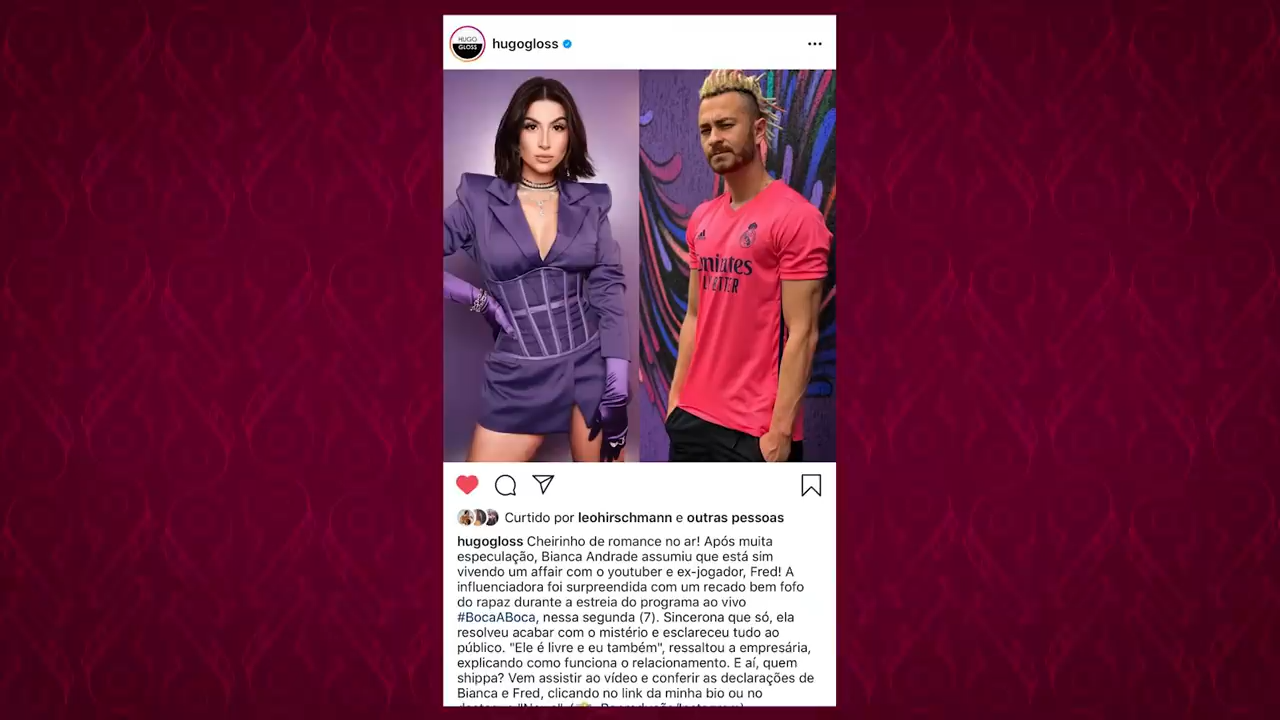 HUGO
GLOSS
hugogloss
Emirates
Curtido por leohirschmann e outras pessoas
hugogloss Cheirinho de romance no ar! Após muita
especulação, Bianca Andrade assumiu que está sim
vivendo um affair com o youtuber e ex-jogador, Fred! A
influenciadora foi surpreendida com um recado bem fofo
do rapaz durante a estreia do programa ao vivo
#BocaABoca, nessa segunda (7). Sincerona que só, ela
resolveu acabar com o mistério e esclareceu tudo ao
público. "Ele é livre e eu também", ressaltou a empresária,
explicando como funciona o relacionamento. E aí, quem
shippa? Vem assistir ao vídeo e conferir as declarações de
Bianca e Fred, clicando no link da minha bio ou no